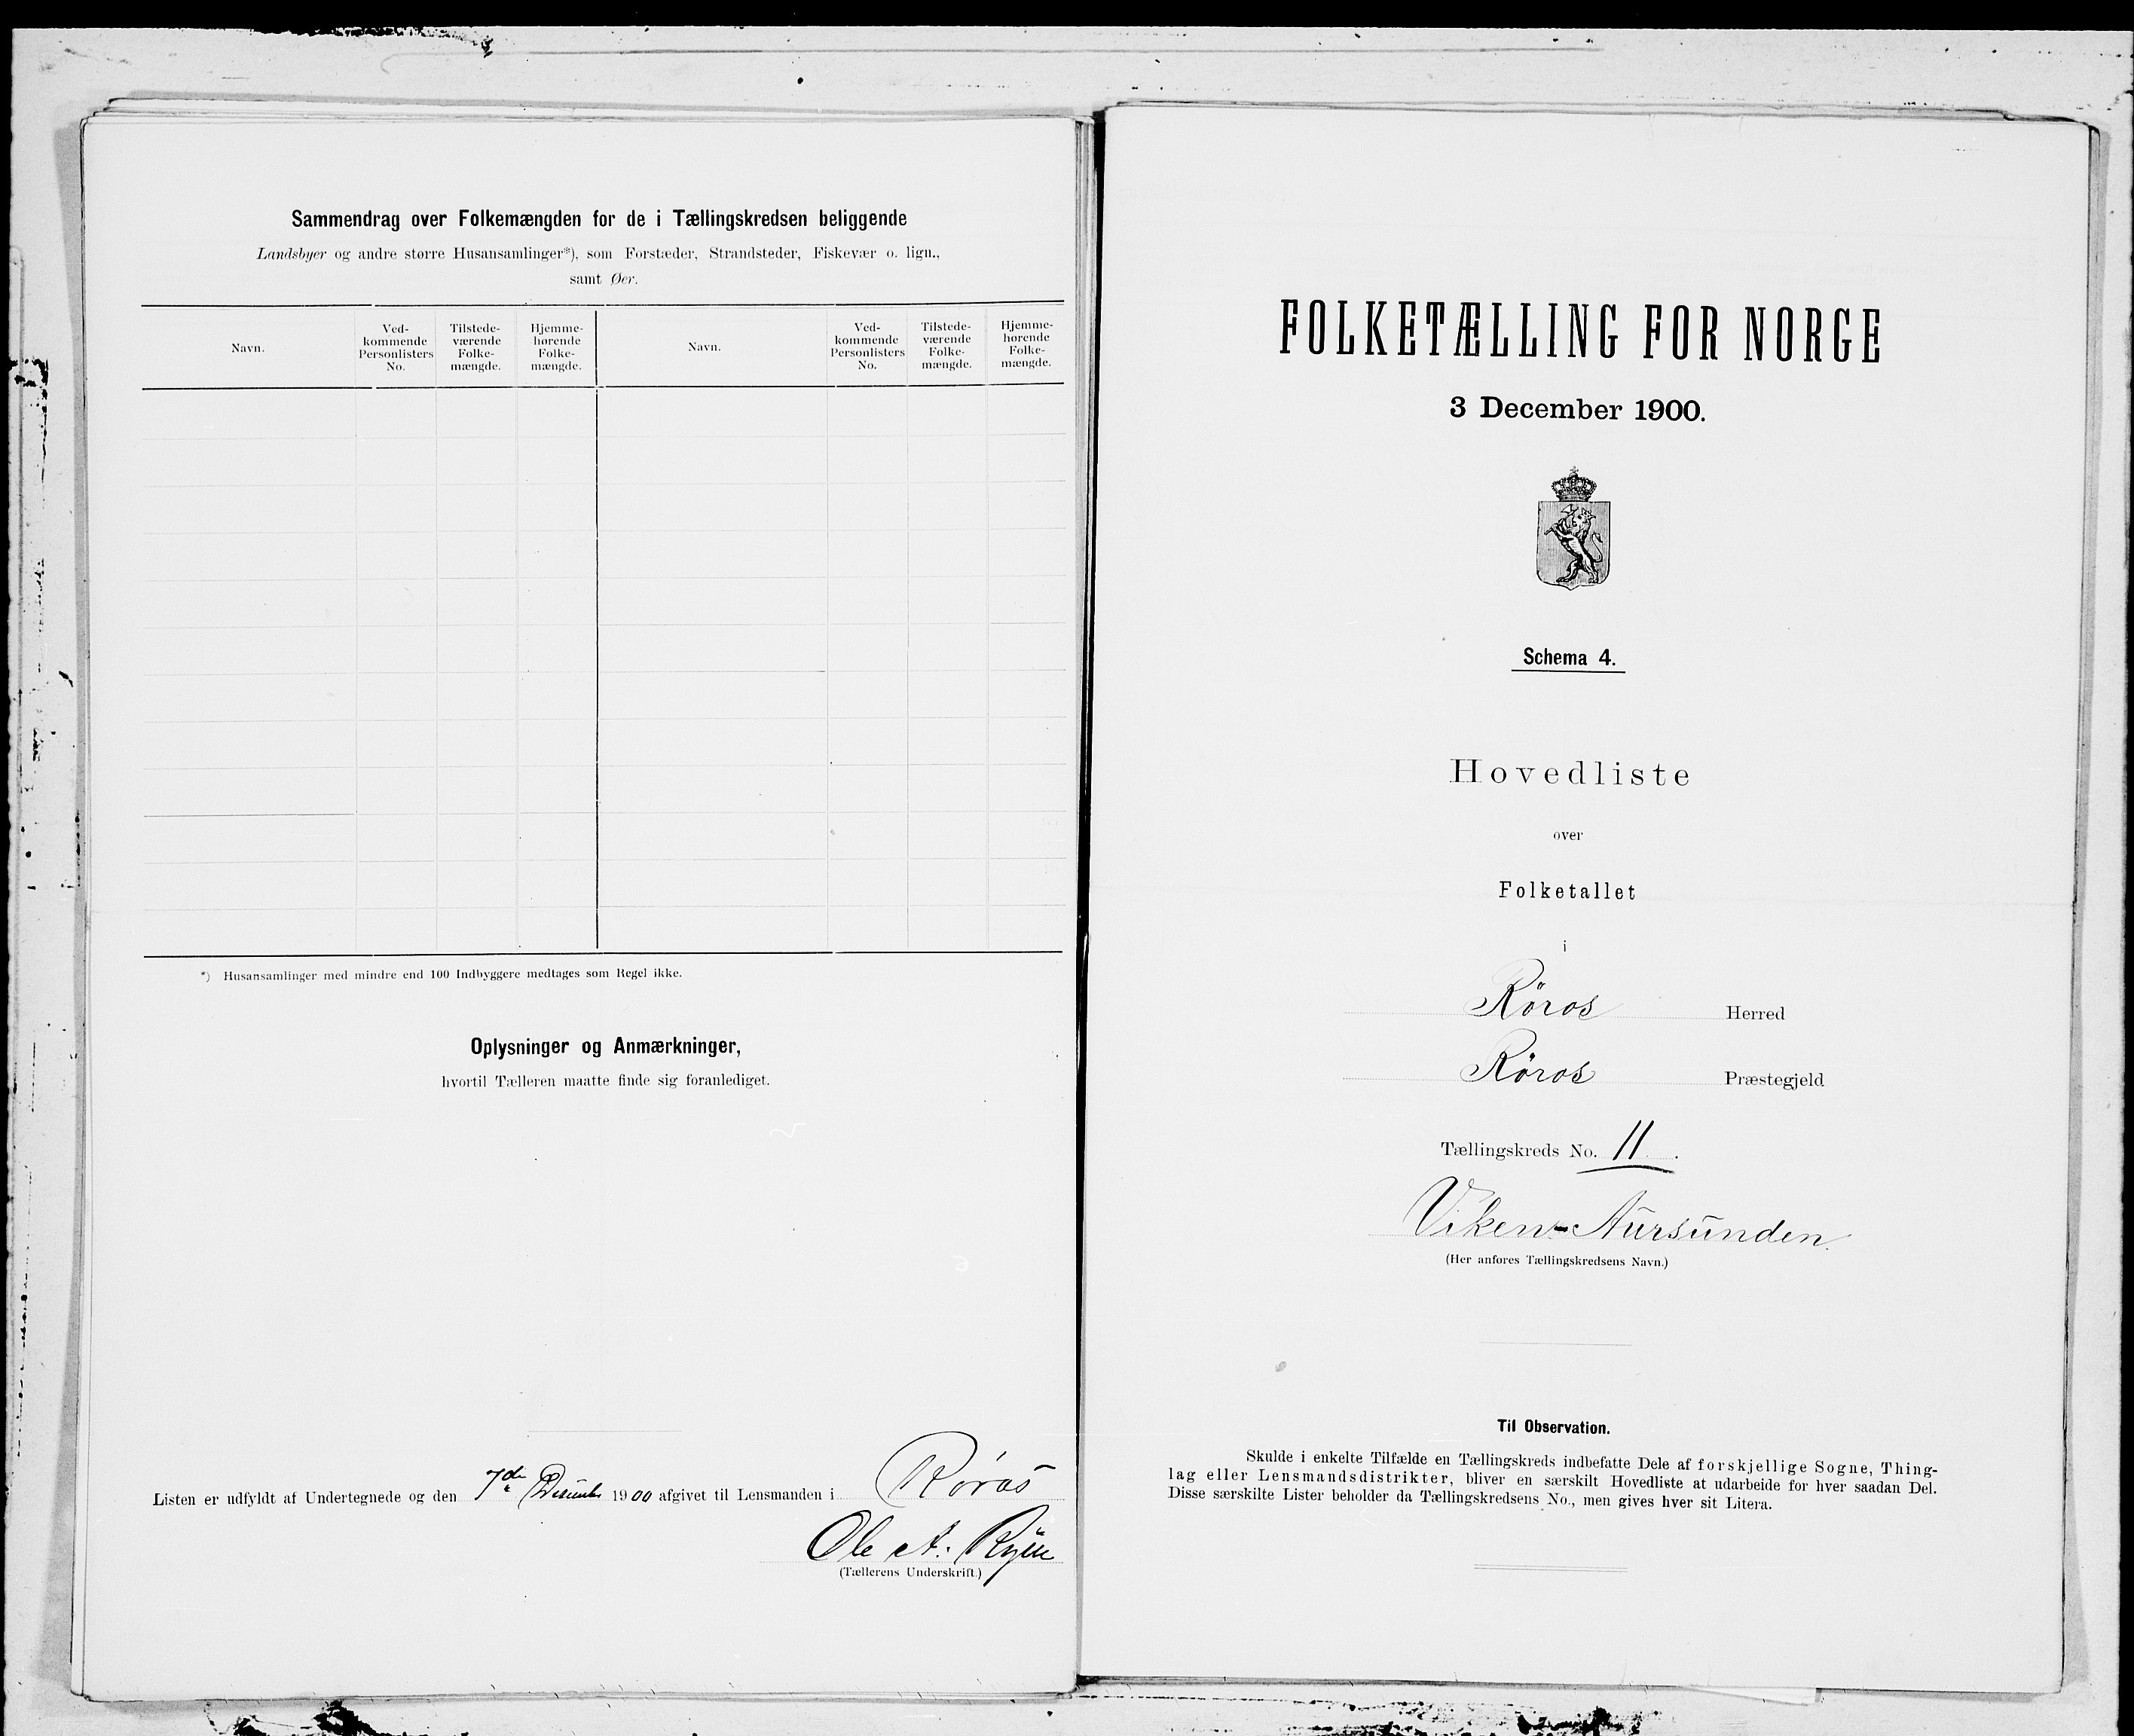 Sammendrag over Folkemængden for de i Tællingskredsen beliggende
Landsbyer og andre større Husansamlinger*), som Forstæder, Strandsteder, Fiskevær o. lign.,
samt Øer.
Navn.
Ved-
kommende
Personlisters
No.
Tilstede-
værende
Folke-
mængde.
Hjemme-
hørende
Folke-
mængde.
Navn.
Ved-
kommende
Personlisters
No.
Tilstede-
værende
Folke-
mængde.
Hjemme-
hørende
Folke-
mængde.
*) Husansamlinger med mindre end 100 Indbyggere medtages som Regel ikke.
Oplysninger og Anmærkninger,
hvortil Tælleren maatte finde sig foranlediget.
Listen er udfyldt af Undertegnede og den 7de December 1900 afgivet til Lensmanden i Røros
Ole A.
(Tællerens Underskrift.)
FOLKETÆLLING FOR NORGE
3 December 1900.
Schema 4.
Hovedliste
over
Folketallet
i
Röros Herred
Röros Præstegjeld
Tællingskreds No. 11.
Viken-Aursunden.
(Her anføres Tællingskredsens Navn.)
Til Observation.
Skulde i enkelte Tilfælde en Tællingskreds indbefatte Dele af forskjellige Sogne, Thing-
lag eller Lensmandsdistrikter, bliver en særskilt Hovedliste at udarbeide for hver saadan Del.
Disse særskilte Lister beholder da Tællingskredsens No., men gives hver sit Litera.